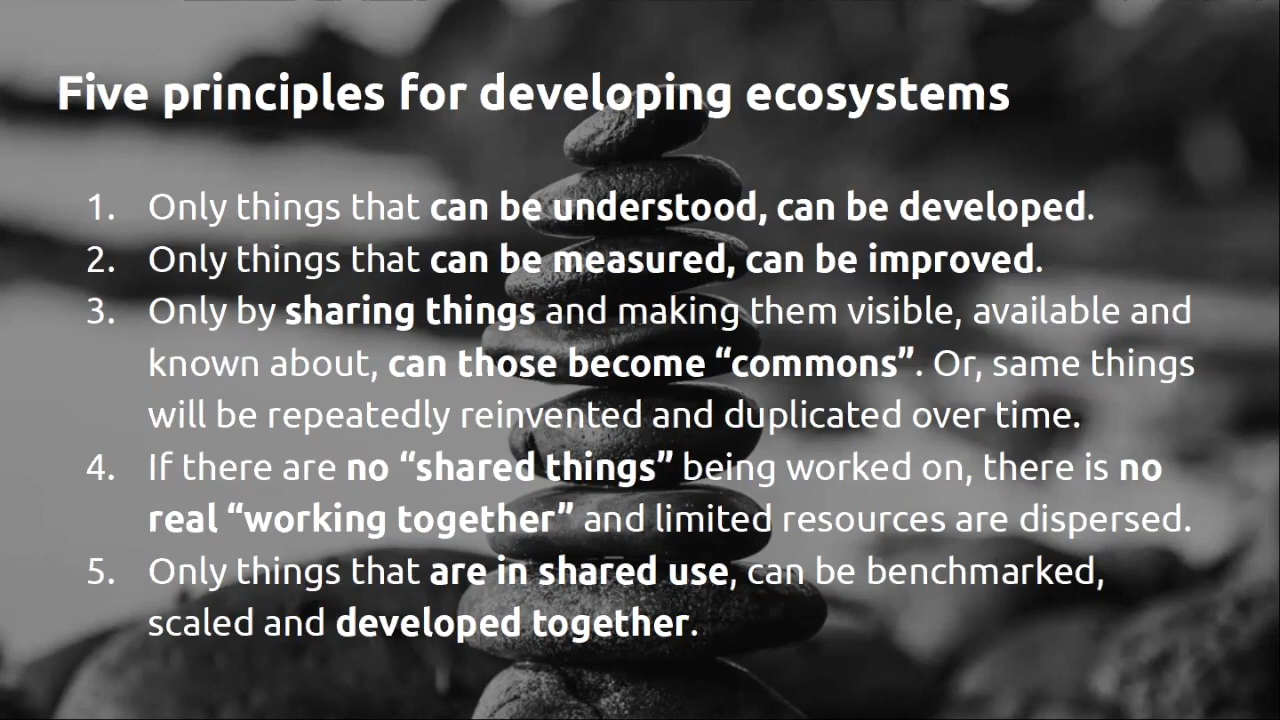 Five principles for developing ecosystems
1. Only things that can be understood, can be developed.
2. Only things that can be measured, can be improved.
3. Only by sharing things and making them visible, available and
known about, can those become “commons”. Or, same things
will be repeatedly reinvented and duplicated over time.
4. If there are no “shared things” being worked on, there is no
real “working together” and limited resources are dispersed.
5. Only things that are in shared use, can be benchmarked,
scaled and developed together.